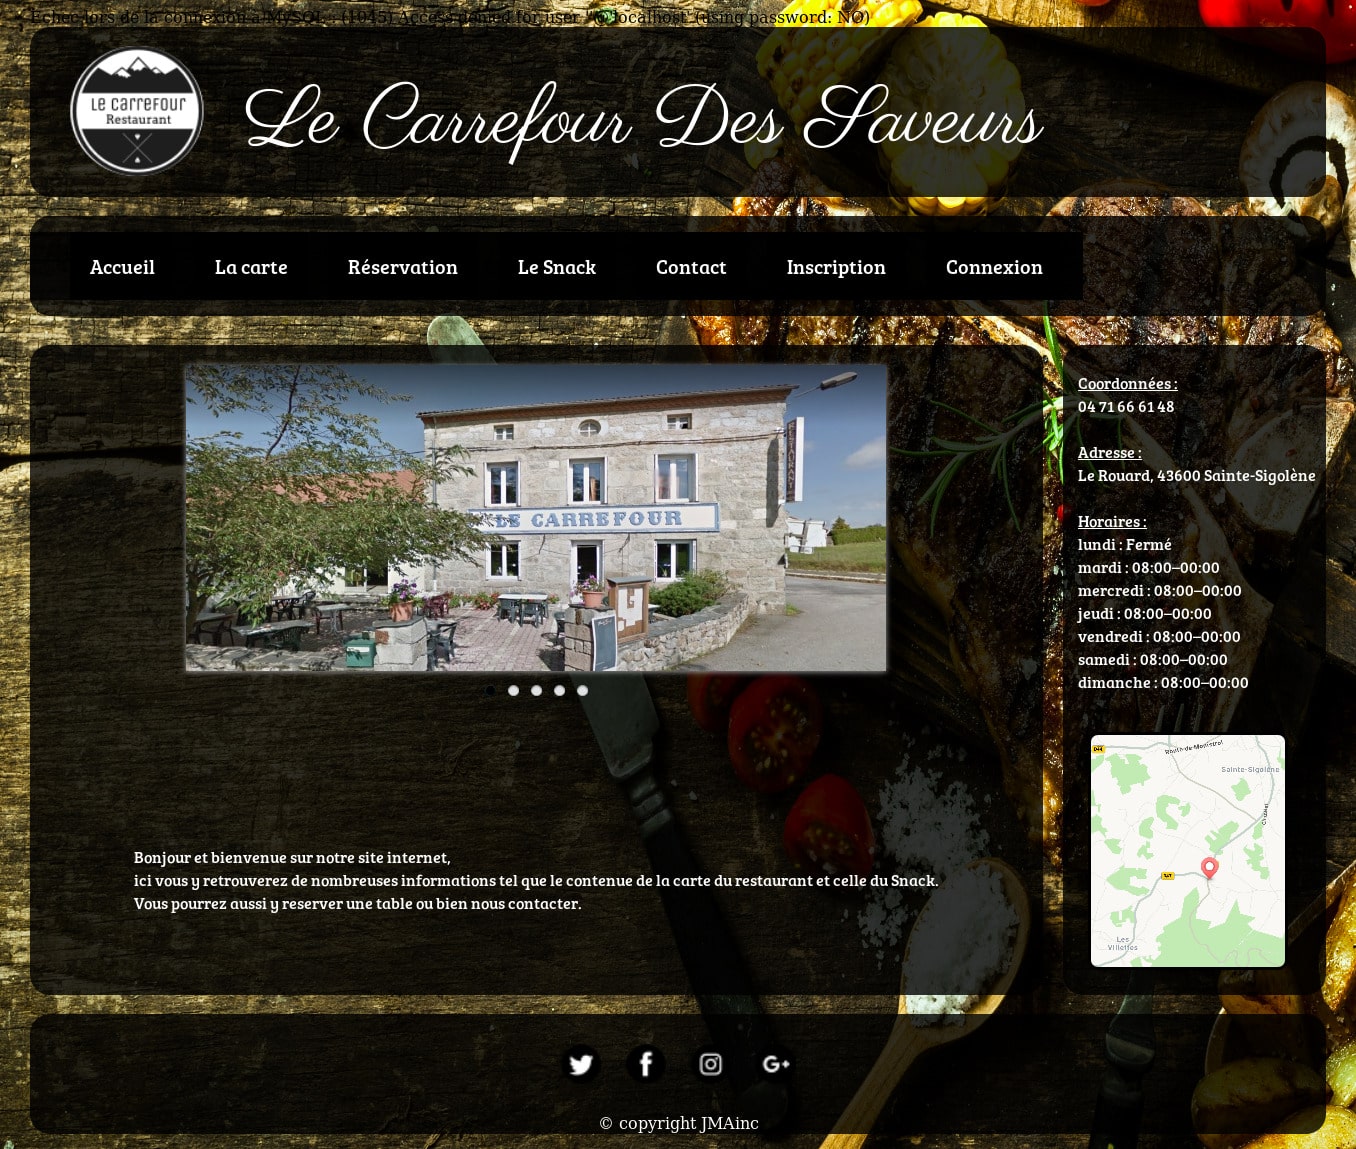 Echec lors de la connexion à MySQL : (1045) Access denied for user ''@'localhost' (using password: NO)
LE CARREFOUR
Restaurant
Le Carrefour Des Saveurs
Accueil
La carte
Réservation
Le Snack
Contact
Inscription
Connexion
RESTAURANT
LE CARREFOUR
Coordonnées :
04 71 66 61 48
Adresse :
Le Rouard, 43600 Sainte-Sigolène
Horaires :
lundi : Fermé
mardi : 08:00–00:00
mercredi : 08:00–00:00
jeudi : 08:00–00:00
vendredi : 08:00–00:00
samedi : 08:00–00:00
dimanche : 08:00–00:00
Route de Monistrol
Sainte-Sigolène
Les
Villettes
Bonjour et bienvenue sur notre site internet,
ici vous y retrouverez de nombreuses informations tel que le contenue de la carte du restaurant et celle du Snack.
Vous pourrez aussi y reserver une table ou bien nous contacter.
G+
© copyright JMAinc